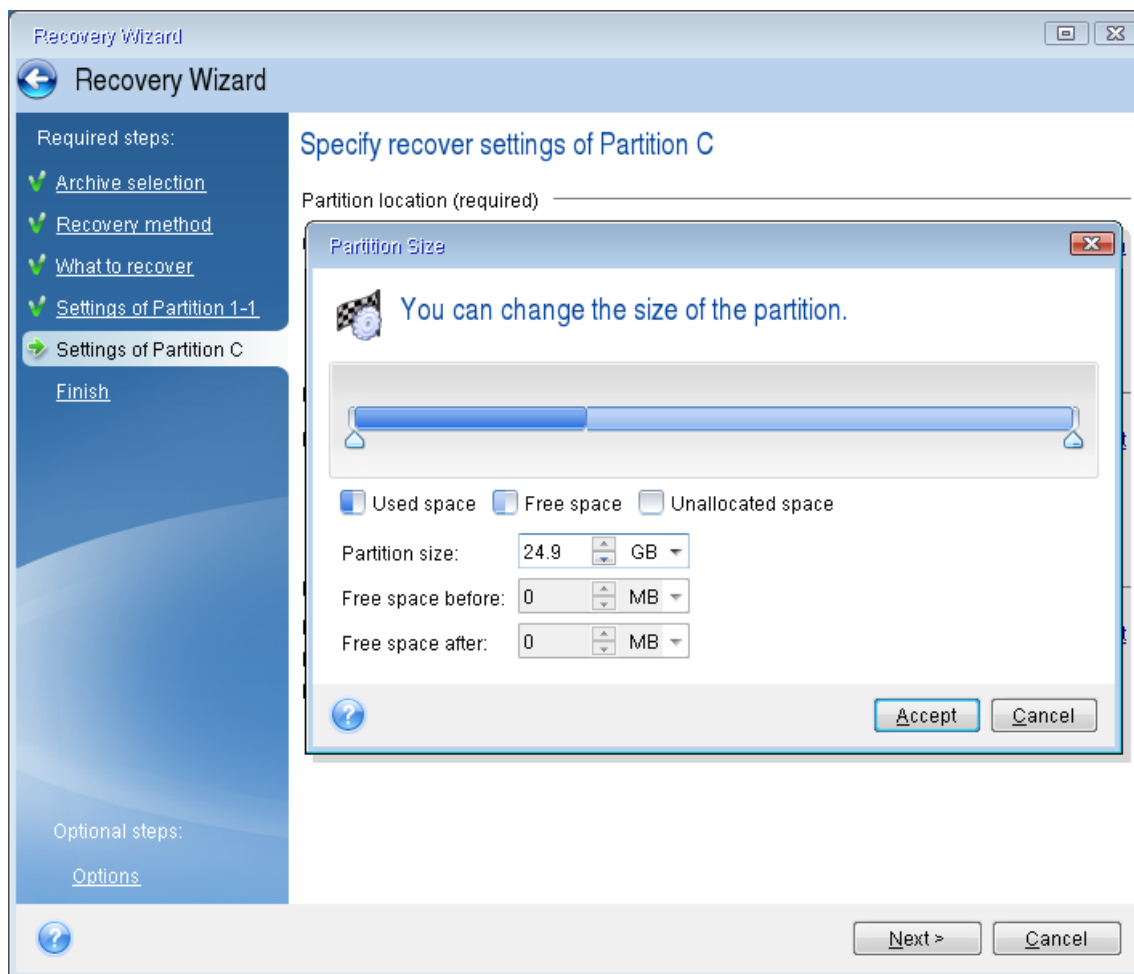 Recovery Wizard
Recovery Wizard
Required steps:
Archive selection
Recovery method
What to recover
Settings of Partition 1-1
Settings of Partition C
Finish
Optional steps:
Options
Specify recover settings of Partition C
Partition location (required)
Partition Size
You can change the size of the partition.
Used space Free space Unallocated space
Partition size: 24.9 GB
Free space before: 0 MB
Free space after: 0 MB
Accept Cancel
Next > Cancel